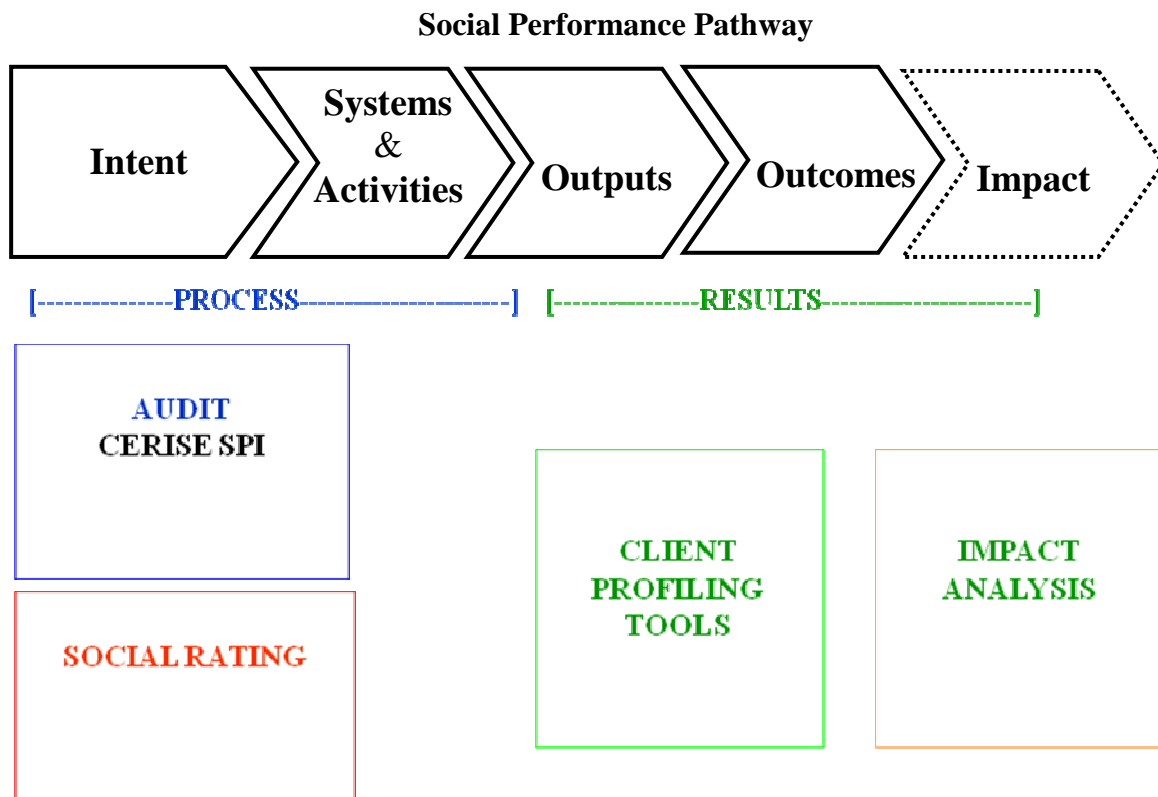 Social Performance Pathway
Intent
Systems
&
Activities
Outputs
Outcomes
Impact
[--------------PROCESS---------------------]
[--------------RESULTS---------------------]
AUDIT
CERISE SPI
SOCIAL RATING
CLIENT
PROFILING
TOOLS
IMPACT
ANALYSIS